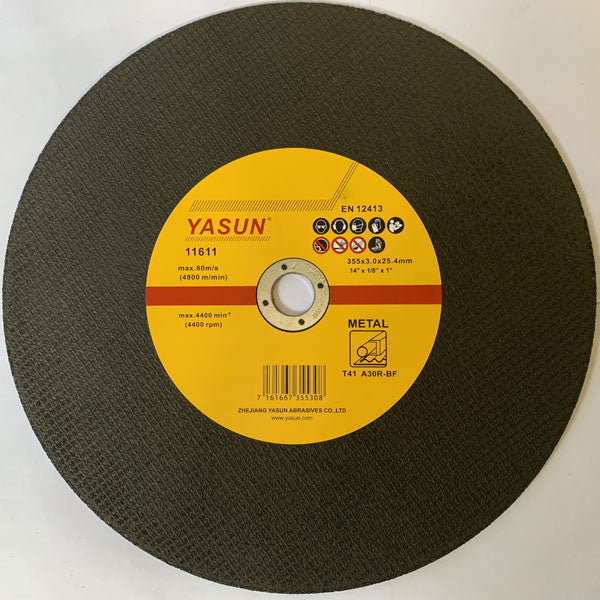 YASUN®
11611
max.80m/s
(4800 m/min)
EN 12413
355x3.0x25.4mm
14" x 1/8" x 1"
max.4400 min⁻¹
(4400 rpm)
METAL
T41 A30R-BF
7 161667 355308
ZHEJIANG YASUN ABRASIVES CO.,LTD
www.yasun.com